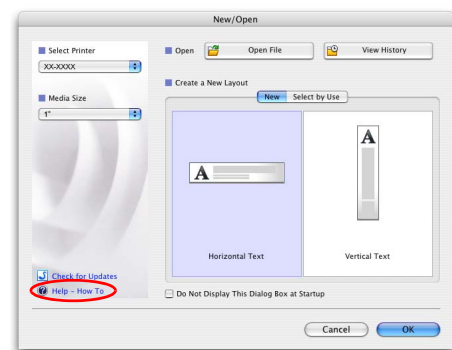 New/Open
Select Printer
XX-XXXX
Media Size
1"
Check for Updates
Help - How To
Open
Open File
View History
Create a New Layout
New
Select by Use
A
Horizontal Text
A
Vertical Text
Do Not Display This Dialog Box at Startup
Cancel
OK